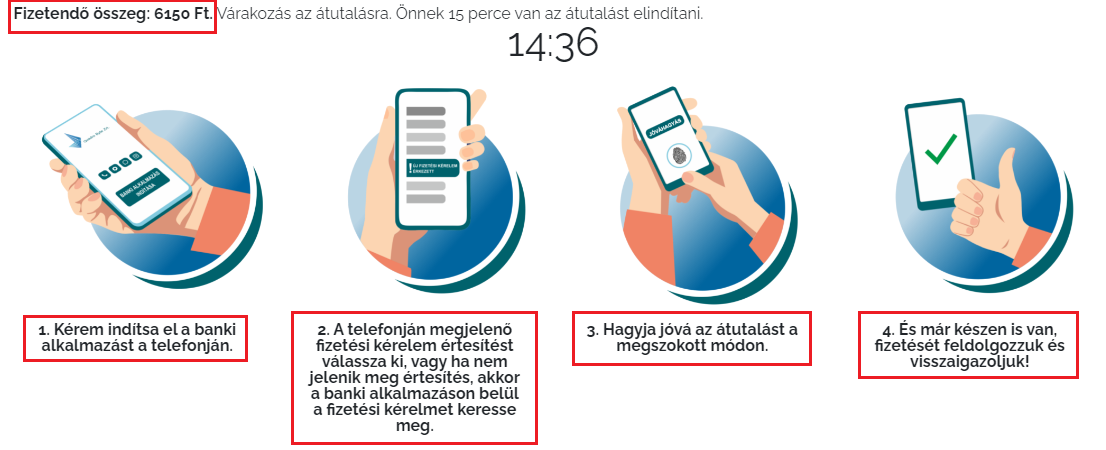 Fizetendő összeg: 6150 Ft. Várakozás az átutalásra. Önnek 15 perce van az átutalást elindítani.
14:36
BANKI ALKALMAZÁS
INDÍTÁSA
ÚJ FIZETÉSI KÉRELEM
ÉRKEZETT
JÓVÁHAGYÁS
1. Kérem indítsa el a banki
alkalmazást a telefonján.
2. A telefonján megjelenő
fizetési kérelem értesítést
válassza ki, vagy ha nem
jelenik meg értesítés, akkor
a banki alkalmazáson belül
a fizetési kérelmet keresse
meg.
3. Hagyja jóvá az átutalást a
megszokott módon.
4. És már készen is van,
fizetését feldolgozzuk és
visszaigazoljuk!